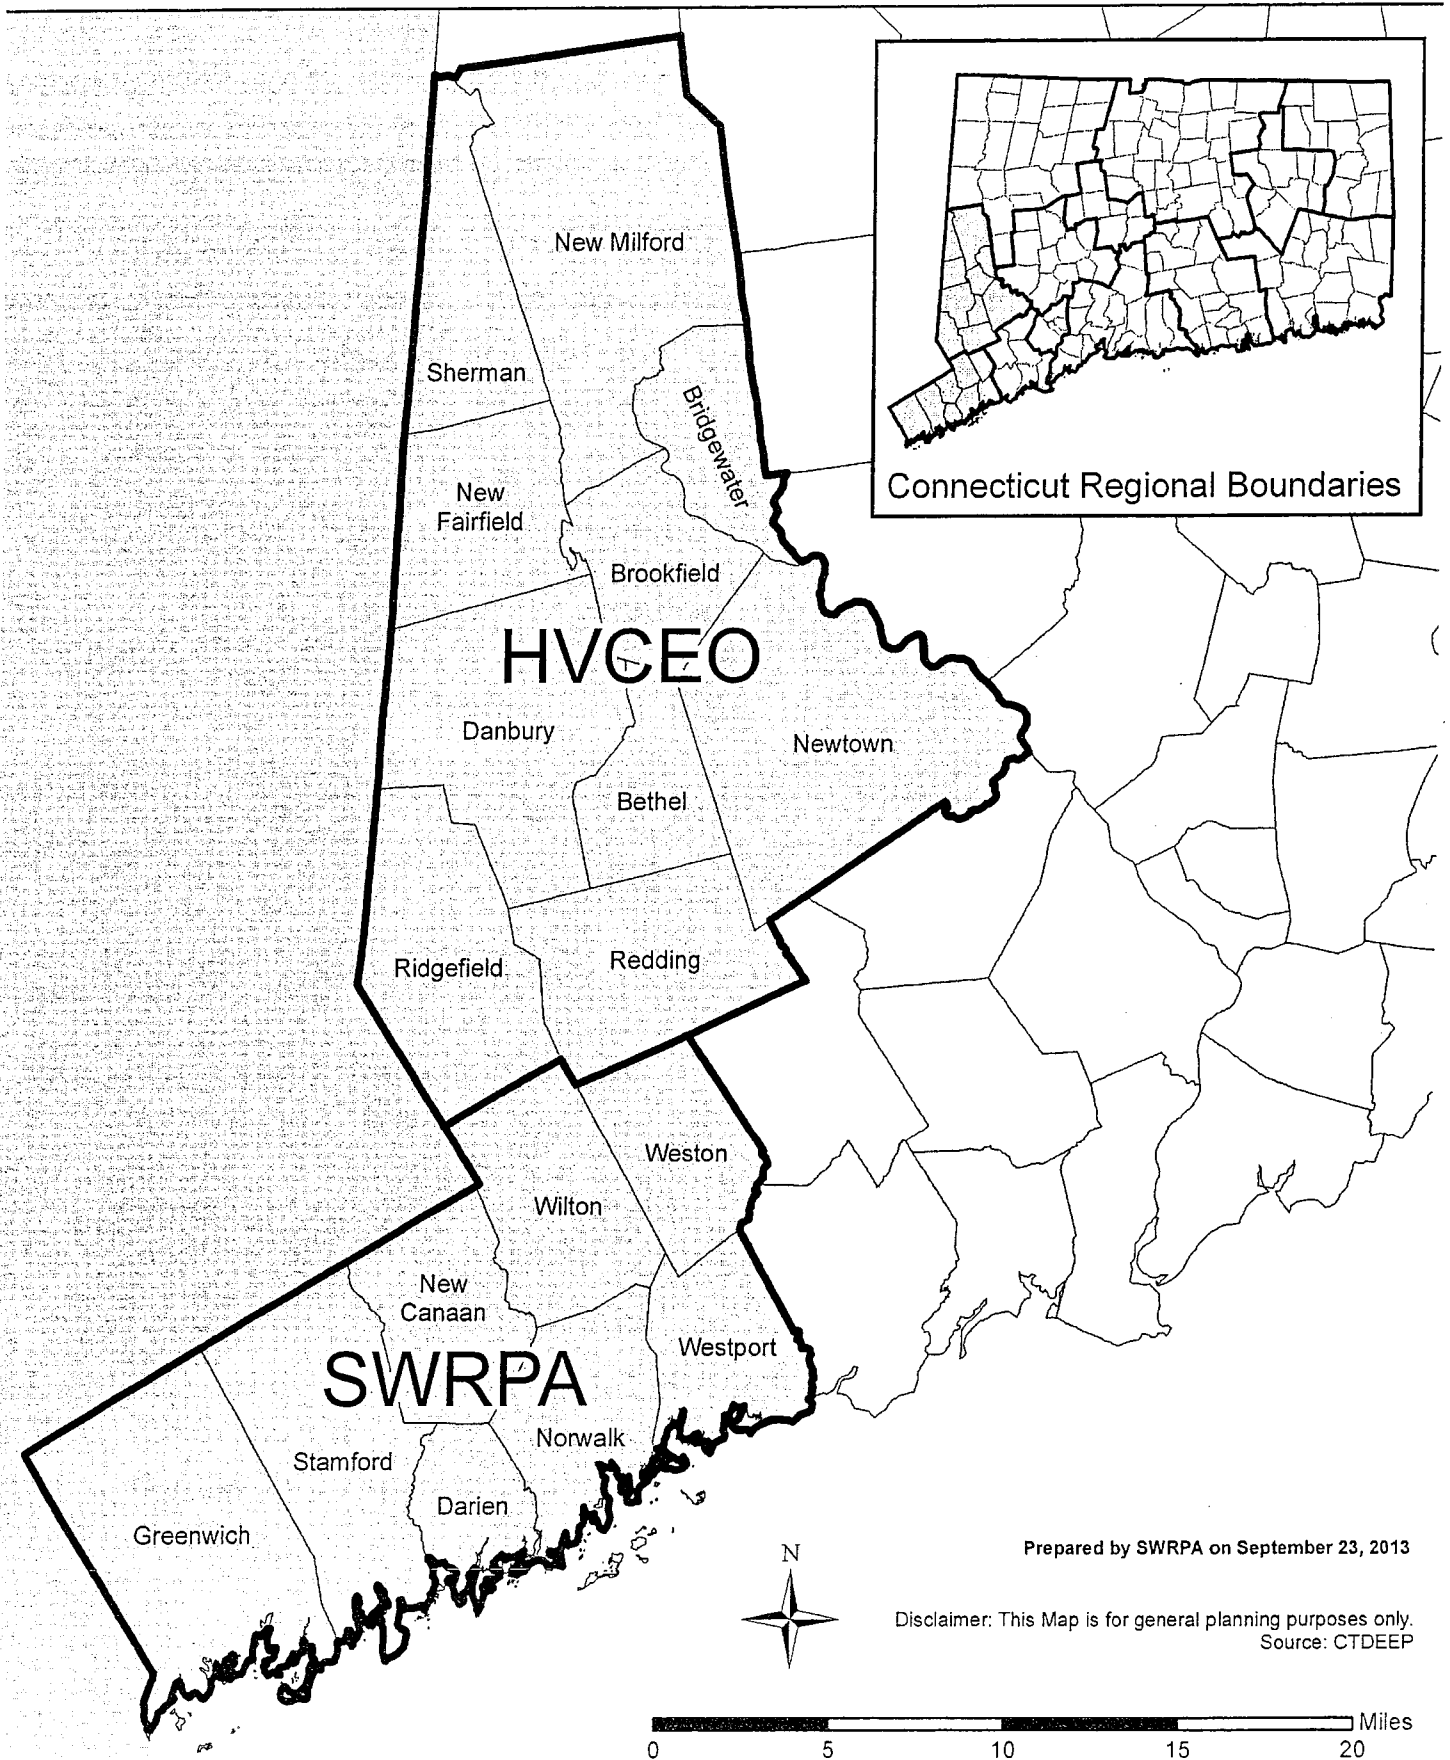 New Milford
Sherman
Bridgewater
New
Fairfield
Brookfield
HVCEO
Danbury
Newtown
Bethel
Ridgefield
Redding
Weston
Wilton
New
Canaan
Westport
SWRPA
Norwalk
Stamford
Darien
Greenwich
Connecticut Regional Boundaries
N
Prepared by SWRPA on September 23, 2013
Disclaimer: This Map is for general planning purposes only.
Source: CTDEEP
Miles
0 5 10 15 20